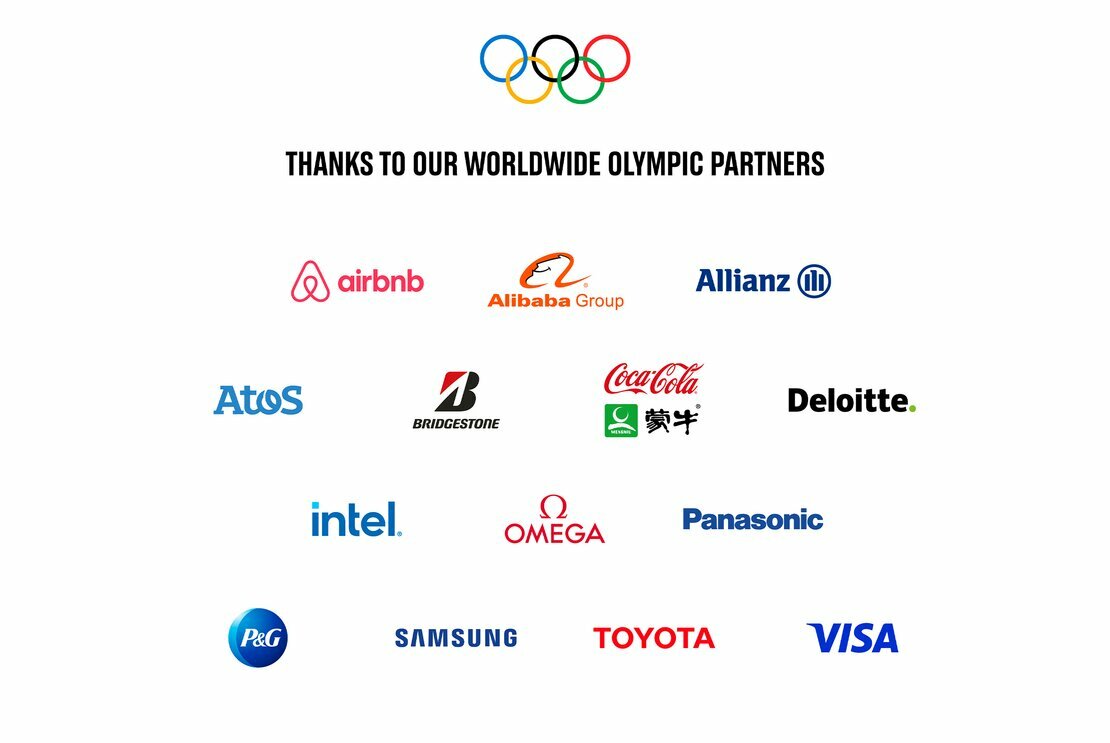 THANKS TO OUR WORLDWIDE OLYMPIC PARTNERS
airbnb
Alibaba Group
Allianz
Atos
BRIDGESTONE
Coca-Cola
MENGNIU
蒙牛
Deloitte.
intel
OMEGA
Panasonic
P&G
SAMSUNG
TOYOTA
VISA